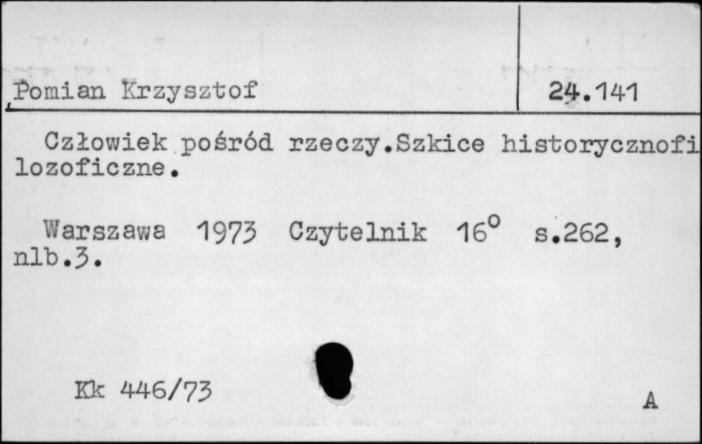 Pomian Krzysztof 24.141
Człowiek pośród rzeczy.Szkice historycznofi
lozoficzne.
Warszawa 1973 Czytelnik 16° s.262,
nlb.3.
Kk 446/73
A